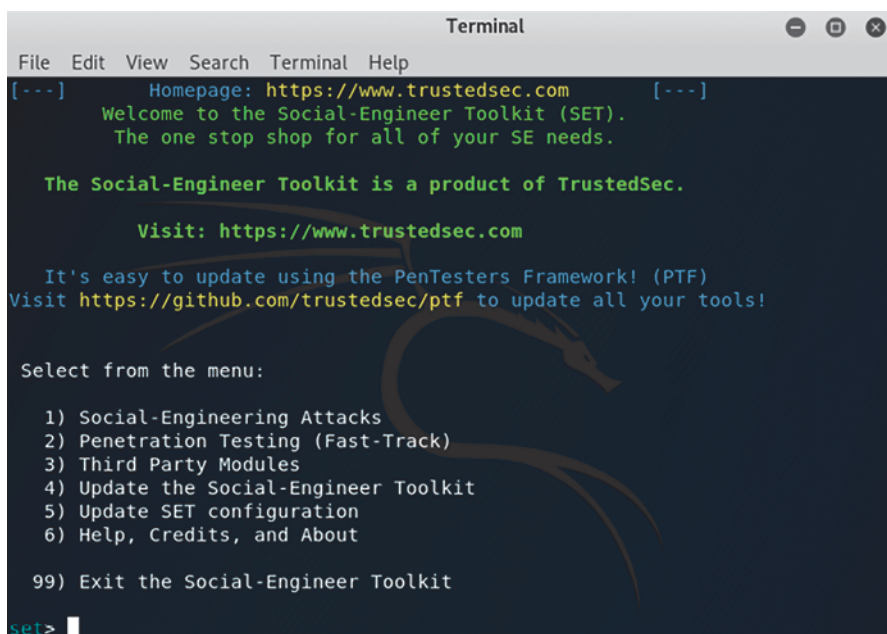 Terminal
File Edit View Search Terminal Help
[---] Homepage: https://www.trustedsec.com [---]
Welcome to the Social-Engineer Toolkit (SET).
The one stop shop for all of your SE needs.
The Social-Engineer Toolkit is a product of TrustedSec.
Visit: https://www.trustedsec.com
It's easy to update using the PenTesters Framework! (PTF)
Visit https://github.com/trustedsec/ptf to update all your tools!
Select from the menu:
1) Social-Engineering Attacks
2) Penetration Testing (Fast-Track)
3) Third Party Modules
4) Update the Social-Engineer Toolkit
5) Update SET configuration
6) Help, Credits, and About
99) Exit the Social-Engineer Toolkit
set>